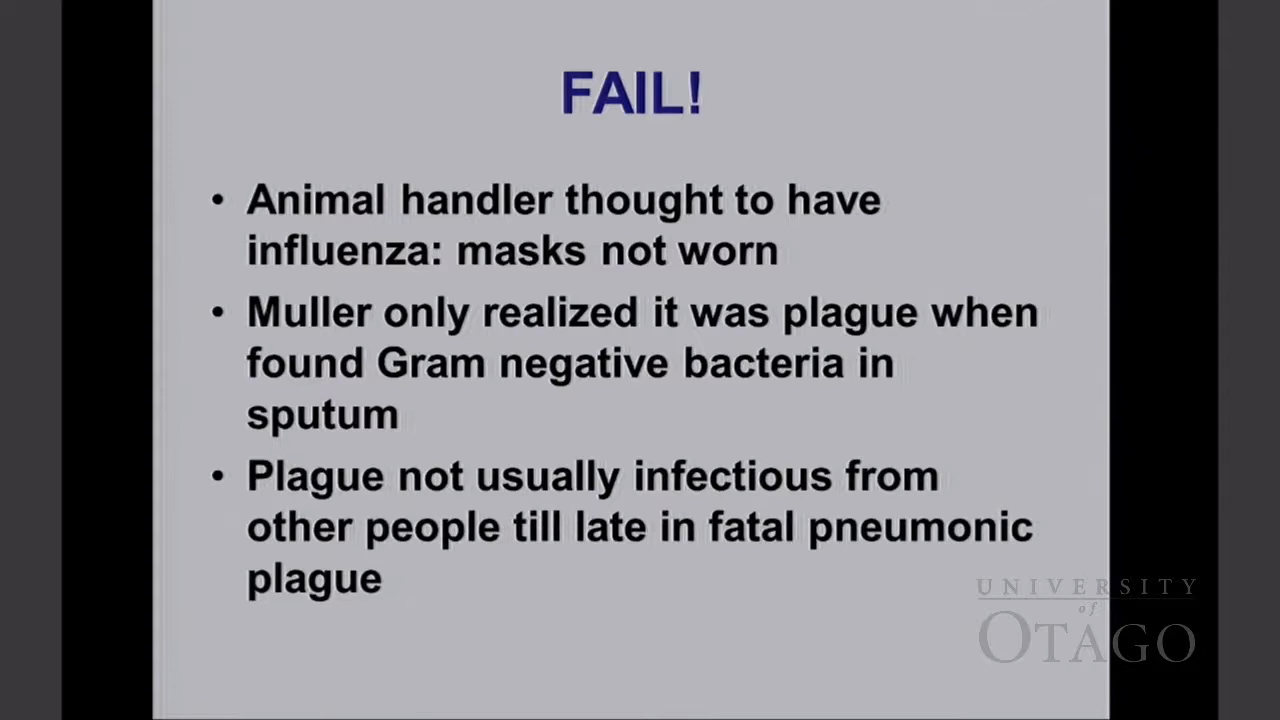 FAIL!
• Animal handler thought to have
influenza: masks not worn
• Muller only realized it was plague when
found Gram negative bacteria in
sputum
• Plague not usually infectious from
other people till late in fatal pneumonic
plague
UNIVERSITY
of
OTAGO